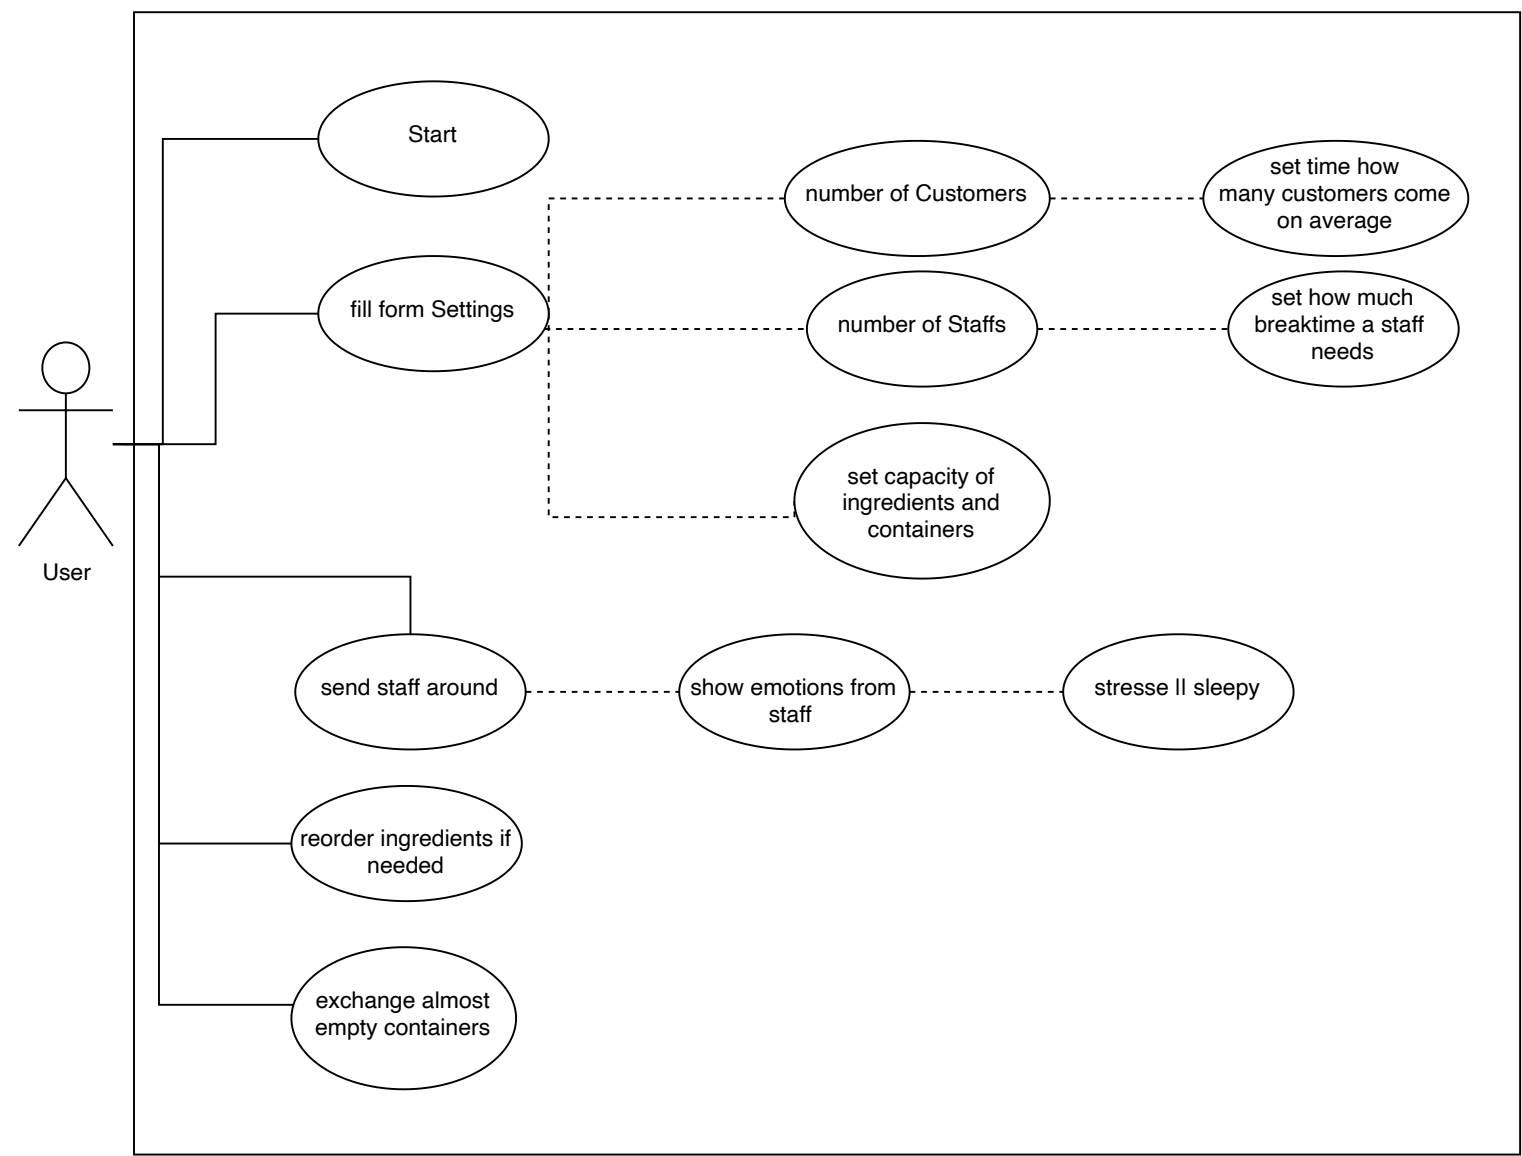 Start
number of Customers
set time how
many customers come
on average
fill form Settings
number of Staffs
set how much
breaktime a staff
needs
set capacity of
ingredients and
containers
User
send staff around
show emotions from
staff
stresse II sleepy
reorder ingredients if
needed
exchange almost
empty containers